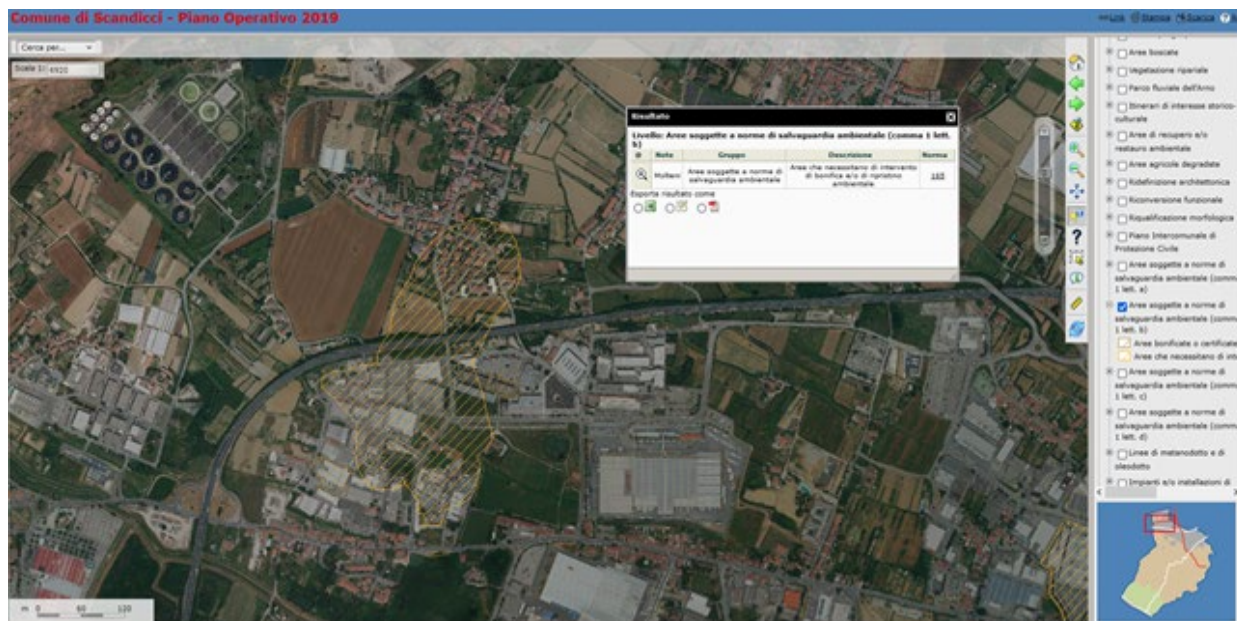 Comune di Scandicci - Piano Operativo 2019
Link Stampa Scarica
Cerca per...
Scala 1: 4920
Risultato
Livello: Aree soggette a norme di salvaguardia ambientale (comma 1 lett.
b)
# Note Gruppo Descrizione Norma
Molteni
Aree soggette a norme di
salvaguardia ambientale
Aree che necessitano di intervento
di bonifica e/o di ripristino
ambientale
165
Esporta risultato come
Aree boscate
Vegetazione ripariale
Parco fluviale dell'Arno
Itinerari di interesse storico-
culturale
Aree di recupero e/o
restauro ambientale
Aree agricole degradate
Ridefinizione architettonica
Riconversione funzionale
Riqualificazione morfologica
Piano Intercomunale di
Protezione Civile
Aree soggette a norme di
salvaguardia ambientale (comma
1 lett. a)
Aree soggette a norme di
salvaguardia ambientale (comma
1 lett. b)
Aree bonificate o certificate
Aree che necessitano di int
Aree soggette a norme di
salvaguardia ambientale (comma
1 lett. c)
Aree soggette a norme di
salvaguardia ambientale (comma
1 lett. d)
Linee di metanodotto e di
oleodotto
Impianti e/o installazioni di
m 0 60 120